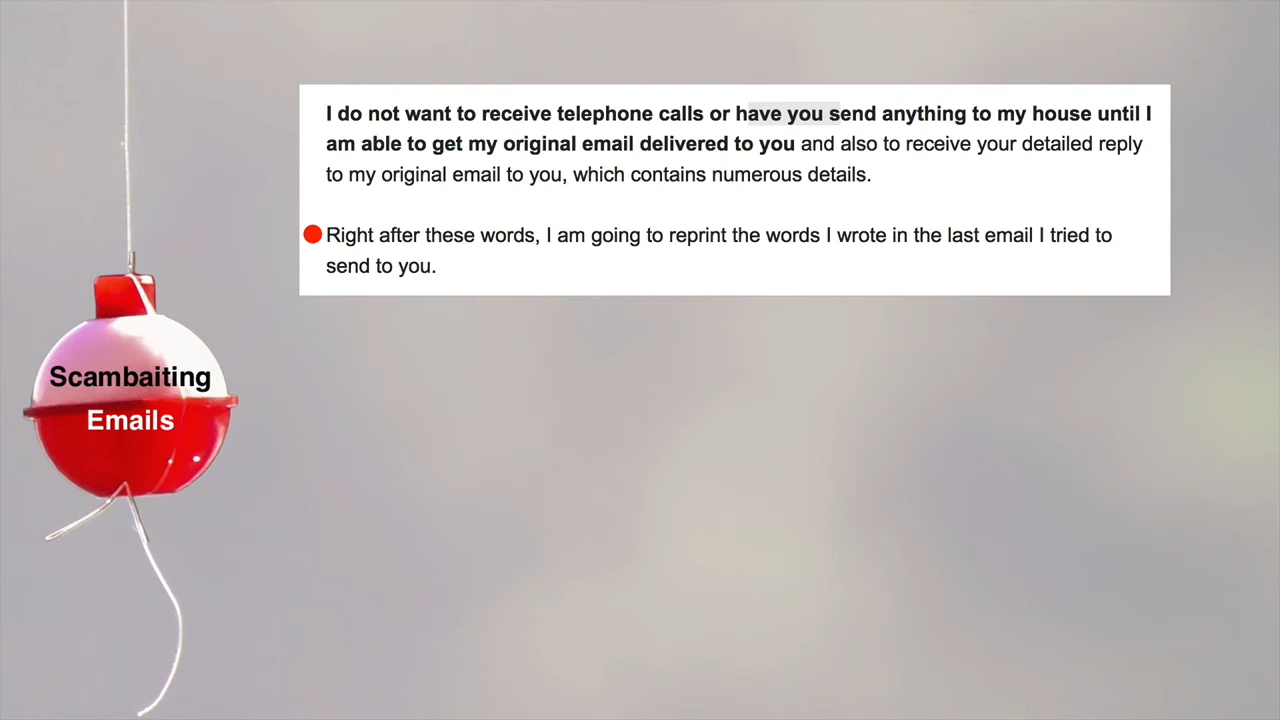 I do not want to receive telephone calls or have you send anything to my house until I
am able to get my original email delivered to you and also to receive your detailed reply
to my original email to you, which contains numerous details.
Right after these words, I am going to reprint the words I wrote in the last email I tried to
send to you.
Scambaiting
Emails